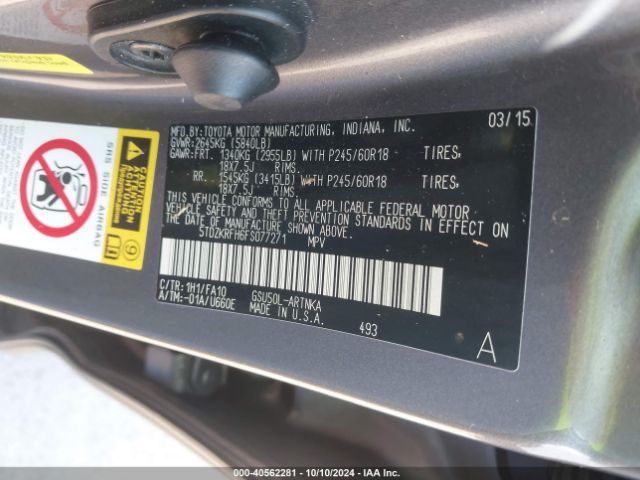 MFD.BY:TOYOTA MOTOR MANUFACTURING, INDIANA, INC. 03/15
GVWR: 2645KG (5840LB)
GAWR:FRT. 1340KG (2955LB) WITH P245/60R18 TIRES,
18X7.5J RIMS.
RR. 1545KG (3415LB) WITH P245/60R18 TIRES,
18X7.5J RIMS.
THIS VEHICLE CONFORMS TO ALL APPLICABLE FEDERAL MOTOR
VEHICLE SAFETY AND THEFT PREVENTION STANDARDS IN EFFECT ON
THE DATE OF MANUFACTURE SHOWN ABOVE.
5TDZKRFH6FS077271 MPV
C/TR: 1H1/FA10 GSU50L-ARTNKA
A/TM:-01A/U660E MADE IN U.S.A. 493
A
SRS SIDE AIRBAG
000-40562281 - 10/10/2024 - IAA Inc.